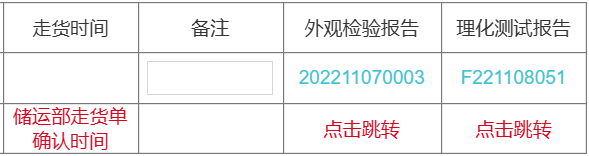 走货时间 备注 外观检验报告 理化测试报告
202211070003 F221108051
储运部走货单
确认时间 点击跳转 点击跳转